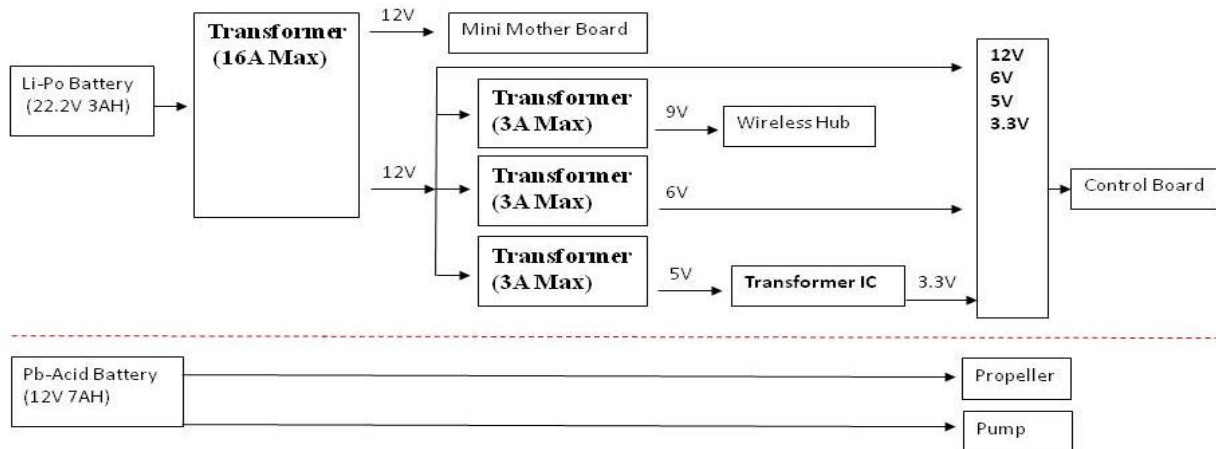 12V
Transformer
(16A Max)
Mini Mother Board
12V
6V
5V
3.3V
Li-Po Battery
(22.2V 3AH)
Transformer
(3A Max)
9V
Wireless Hub
12V
Transformer
(3A Max)
6V
Control Board
Transformer
(3A Max)
5V
Transformer IC
3.3V
Pb-Acid Battery
(12V 7AH)
Propeller
Pump